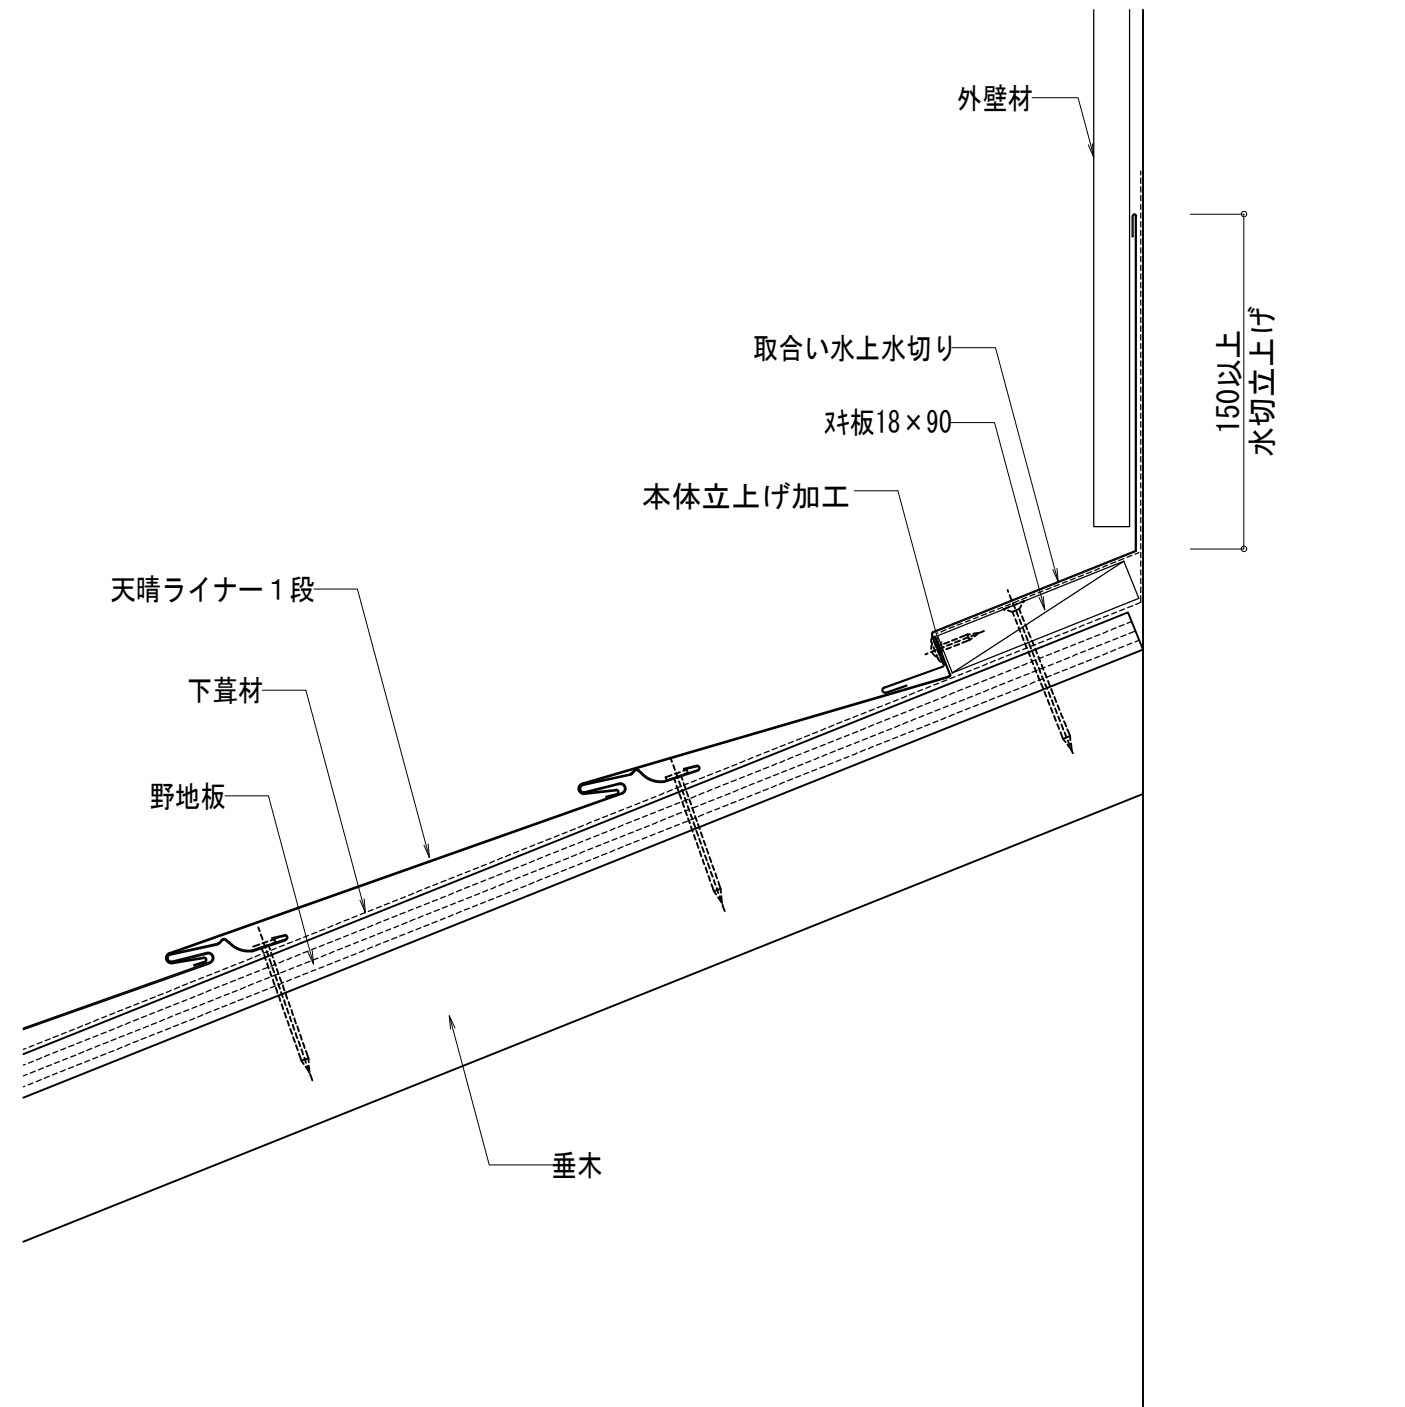 外壁材
取合い水上水切り
ﾇｷ板18×90
本体立上げ加工
天晴ライナー１段
下葺材
野地板
垂木
150以上
水切立上げ